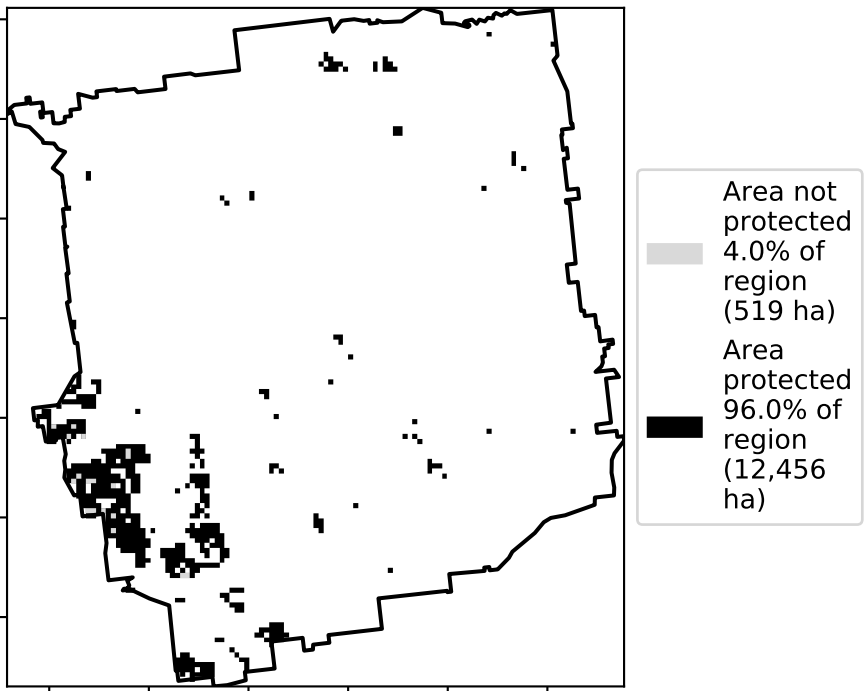 Area not
protected
4.0% of
region
(519 ha)
Area
protected
96.0% of
region
(12,456
ha)